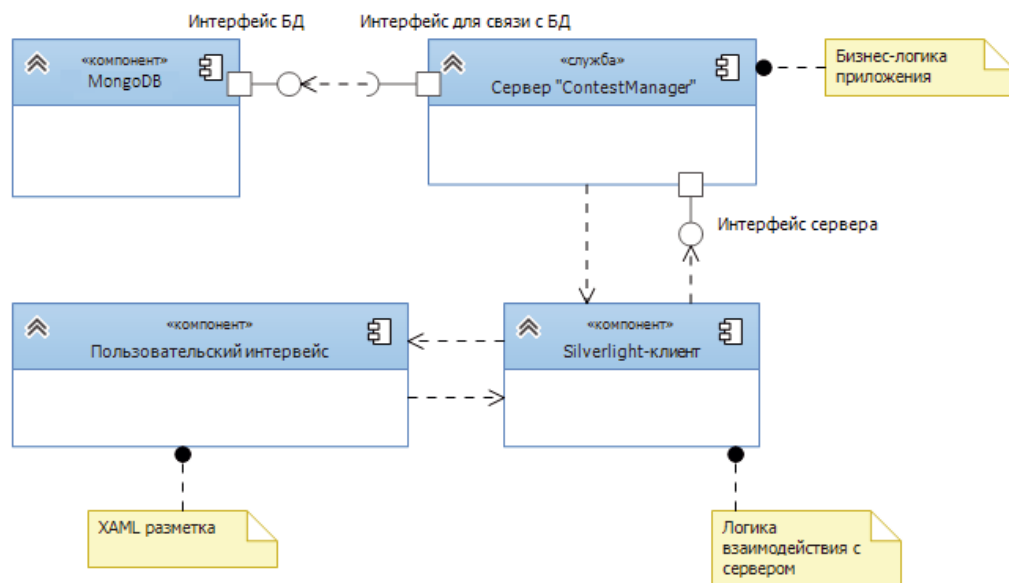 Интерфейс БД
Интерфейс для связи с БД
«компонент»
MongoDB
«служба»
Сервер "ContestManager"
Бизнес-логика
приложения
Интерфейс сервера
«компонент»
Пользовательский интервейс
«компонент»
Silverlight-клиент
XAML разметка
Логика
взаимодействия с
сервером